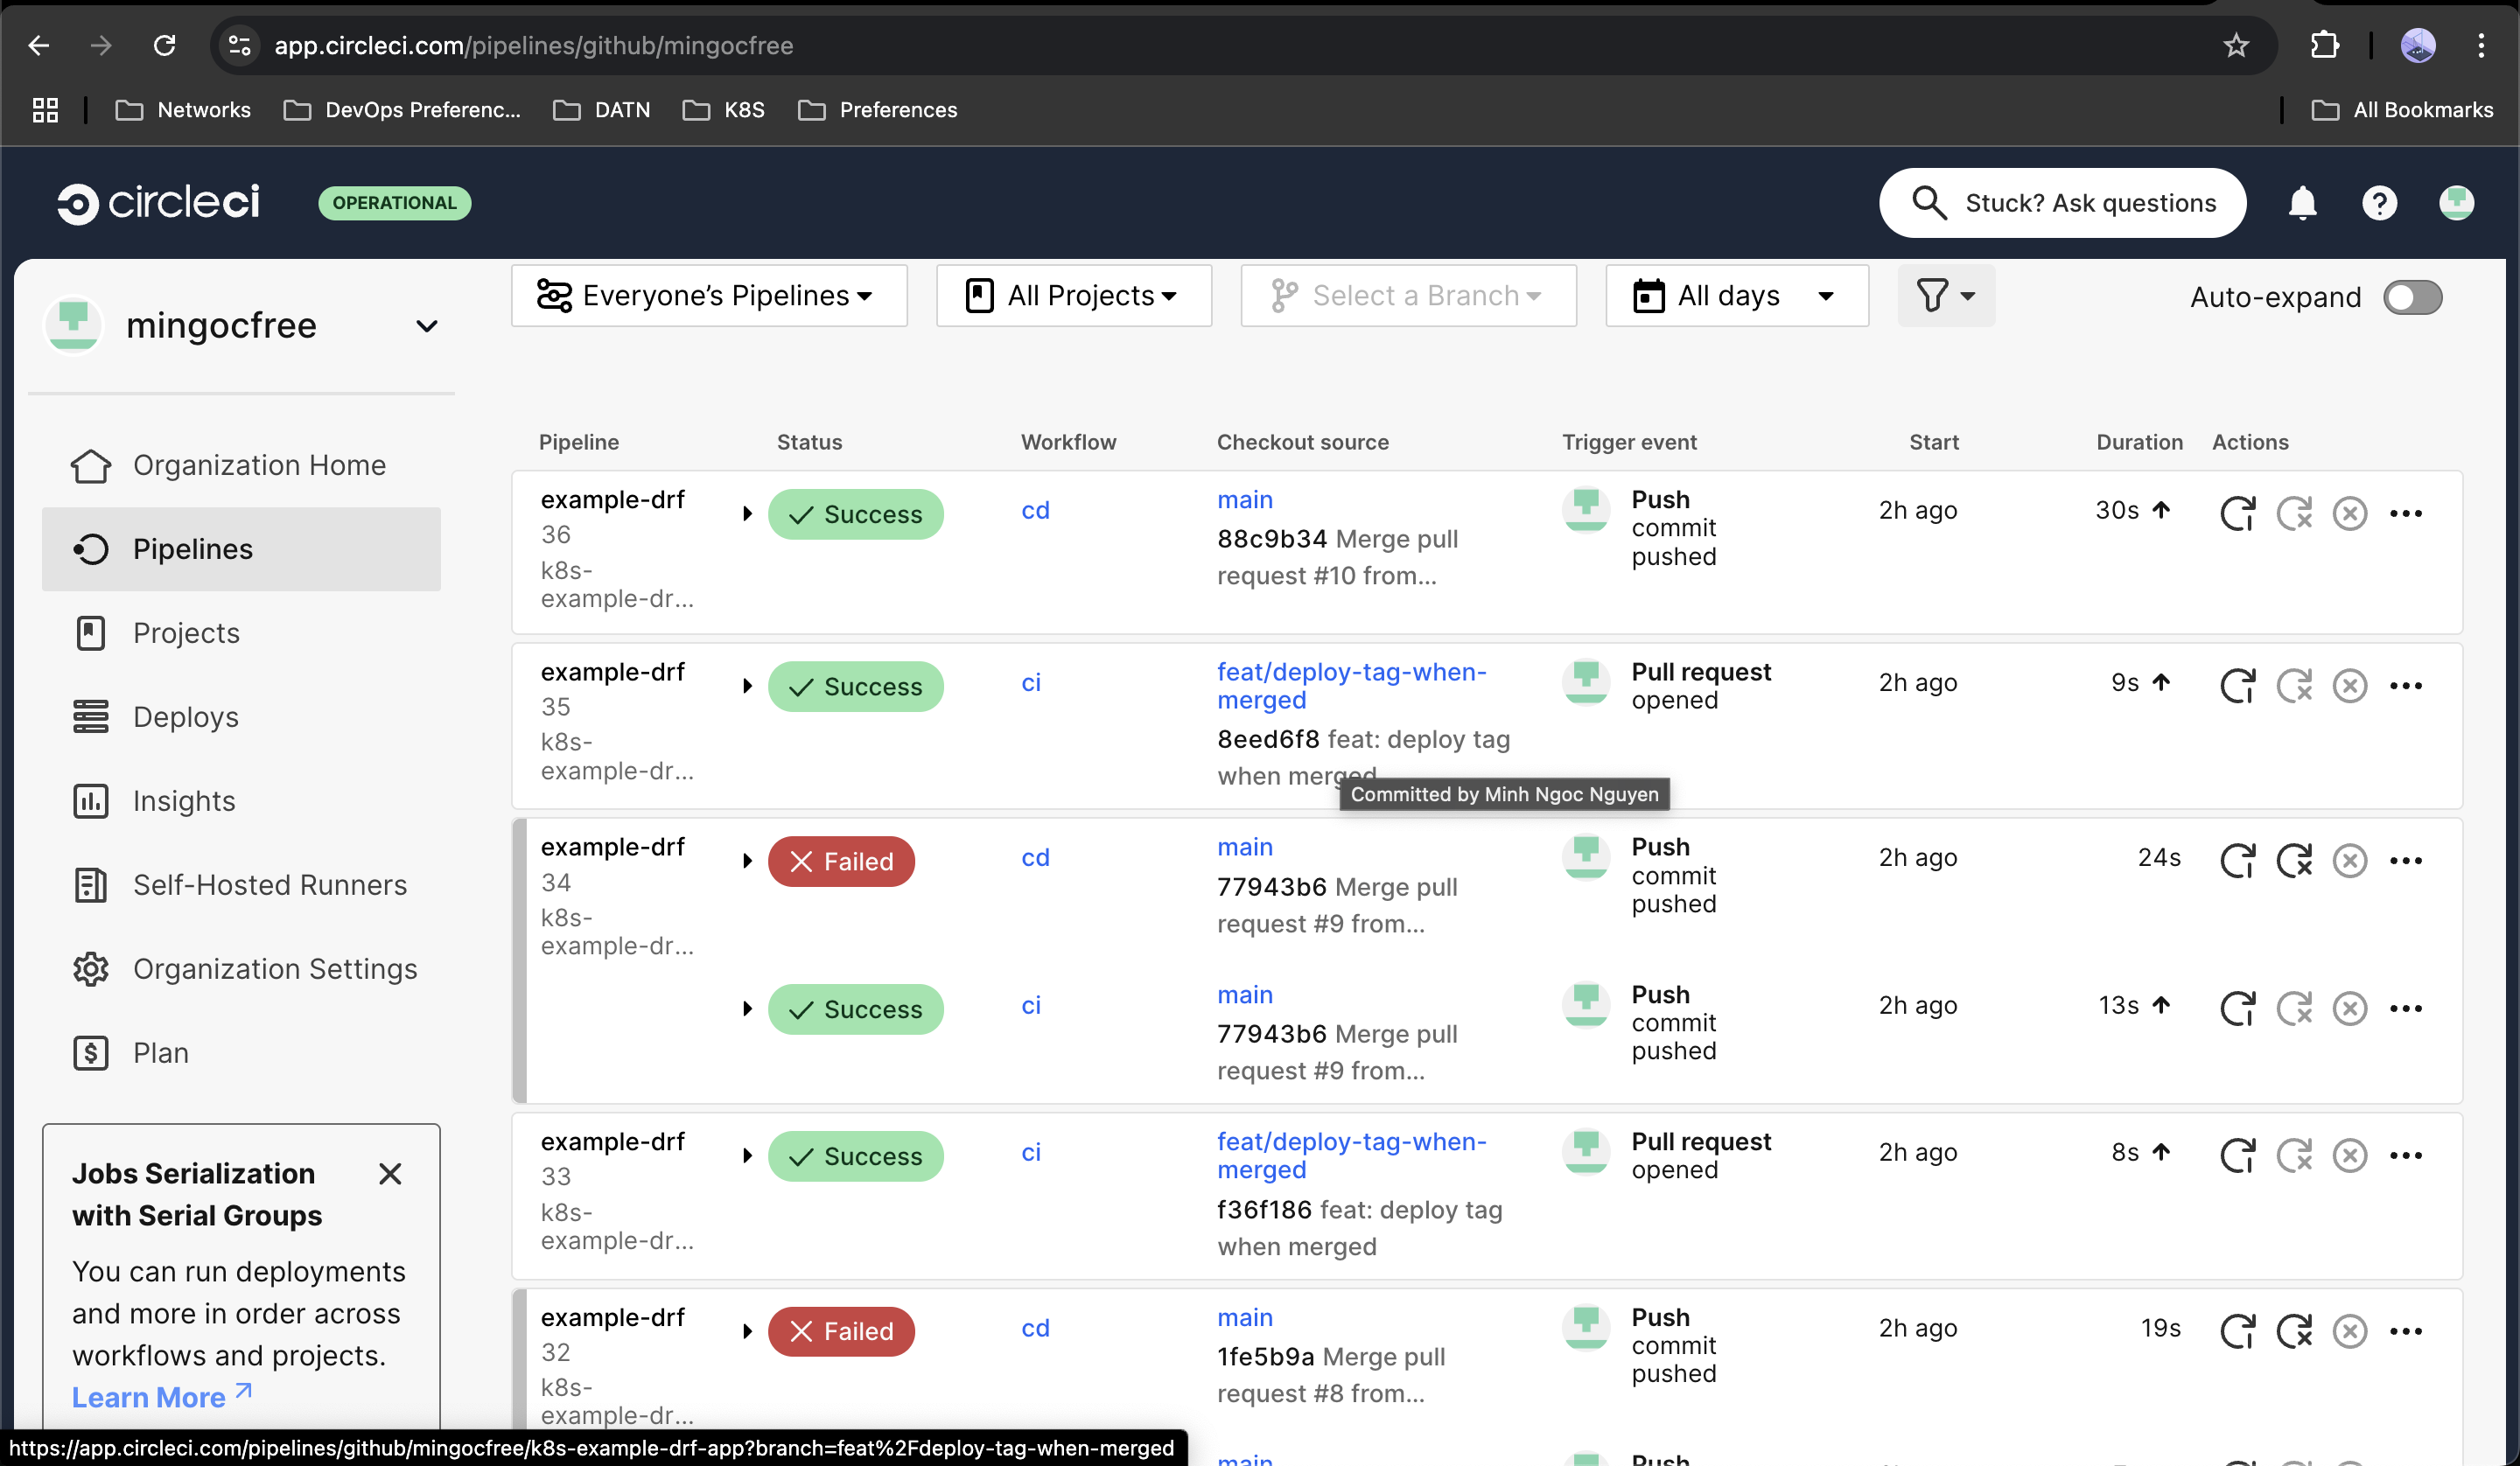 app.circleci.com/pipelines/github/mingocfree
Networks
DevOps Preferenc...
DATN
K8S
Preferences
All Bookmarks
circleci
OPERATIONAL
Stuck? Ask questions
mingocfree
Everyone's Pipelines
All Projects
Select a Branch
All days
Auto-expand
Organization Home
Pipelines
Projects
Deploys
Insights
Self-Hosted Runners
Organization Settings
Plan
Jobs Serialization
with Serial Groups
You can run deployments
and more in order across
workflows and projects.
Learn More
Pipeline Status Workflow Checkout source Trigger event Start Duration Actions
example-drf
36
k8s-
example-dr...
Success
cd
main
88c9b34 Merge pull
request #10 from...
Push
commit
pushed
2h ago
30s
example-drf
35
k8s-
example-dr...
Success
ci
feat/deploy-tag-when-
merged
8eed6f8 feat: deploy tag
when merged
Committed by Minh Ngoc Nguyen
Pull request
opened
2h ago
9s
example-drf
34
k8s-
example-dr...
Failed
cd
main
77943b6 Merge pull
request #9 from...
Push
commit
pushed
2h ago
24s
Success
ci
main
77943b6 Merge pull
request #9 from...
Push
commit
pushed
2h ago
13s
example-drf
33
k8s-
example-dr...
Success
ci
feat/deploy-tag-when-
merged
f36f186 feat: deploy tag
when merged
Pull request
opened
2h ago
8s
example-drf
32
k8s-
example-dr...
Failed
cd
main
1fe5b9a Merge pull
request #8 from...
Push
commit
pushed
2h ago
19s
main
Push
https://app.circleci.com/pipelines/github/mingocfree/k8s-example-drf-app?branch=feat%2Fdeploy-tag-when-merged